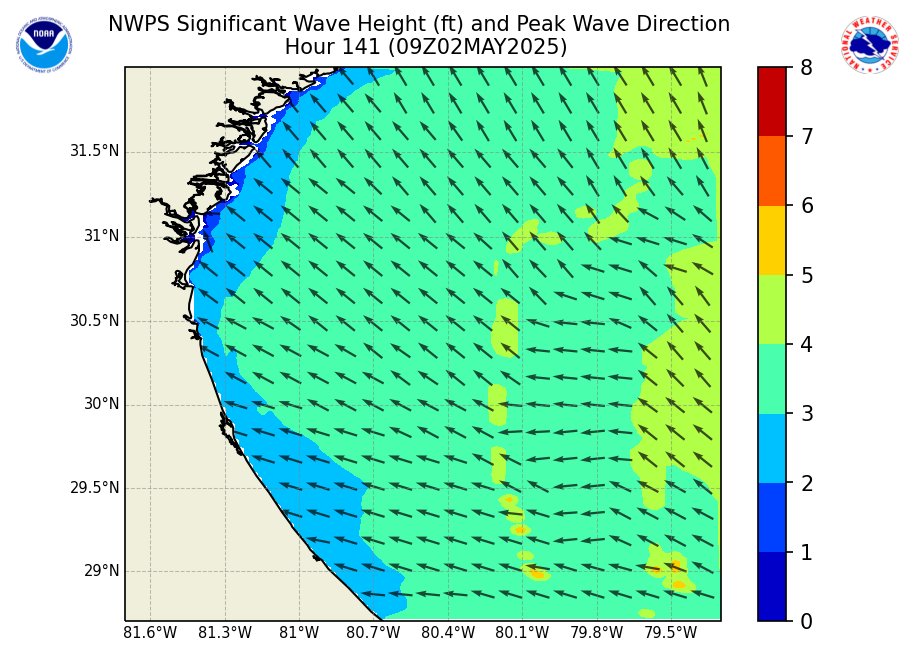 NWPS Significant Wave Height (ft) and Peak Wave Direction
Hour 141 (09Z02MAY2025)
NOAA
NATIONAL WEATHER SERVICE
31.5°N
31°N
30.5°N
30°N
29.5°N
29°N
81.6°W 81.3°W 81°W 80.7°W 80.4°W 80.1°W 79.8°W 79.5°W
8
7
6
5
4
3
2
1
0